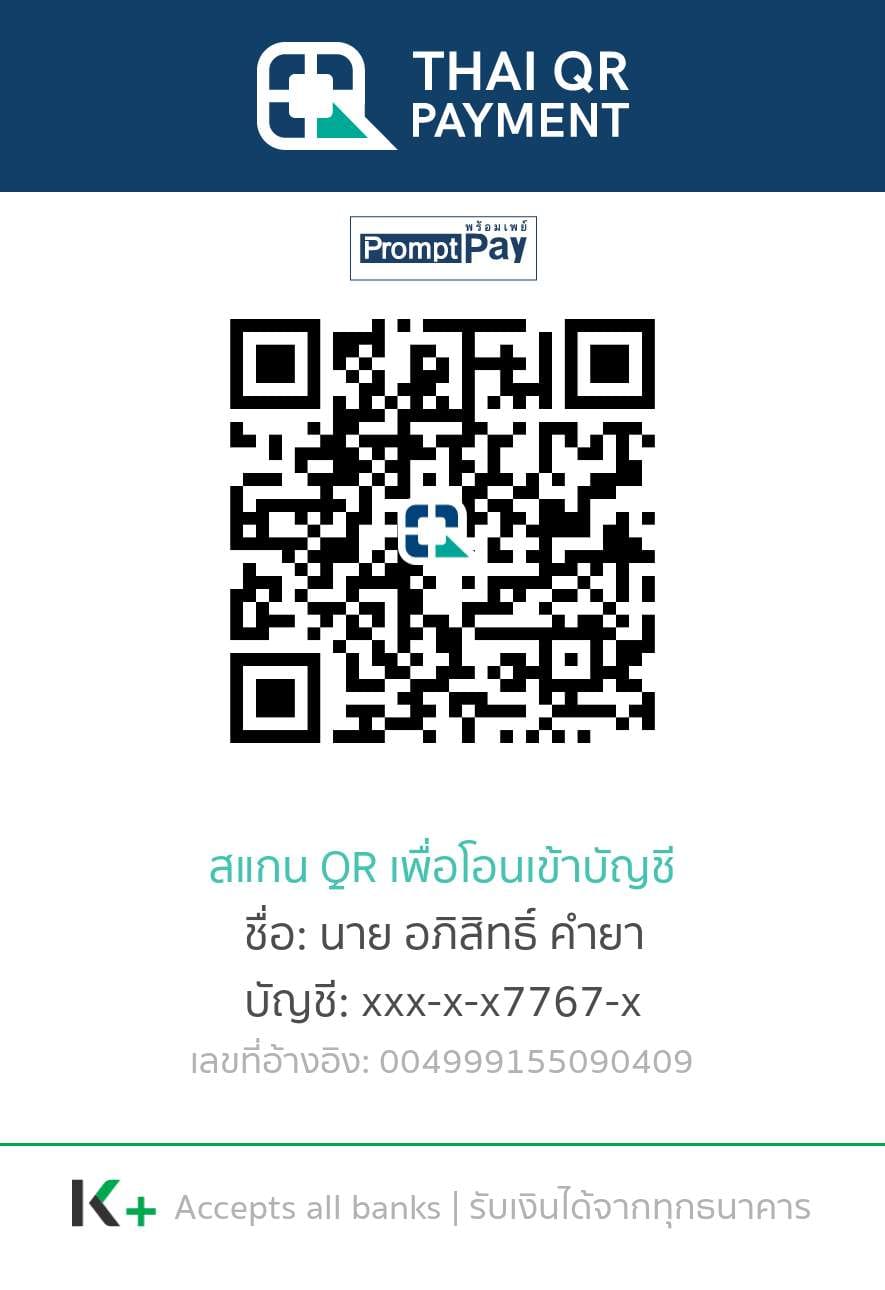 THAI QR
PAYMENT
พร้อมเพย์
PromptPay
สแกน QR เพื่อโอนเข้าบัญชี
ชื่อ: นาย อภิสิทธิ์ คำยา
บัญชี: xxx-x-x7767-x
เลขที่อ้างอิง: 004999155090409
K+ Accepts all banks | รับเงินได้จากทุกธนาคาร